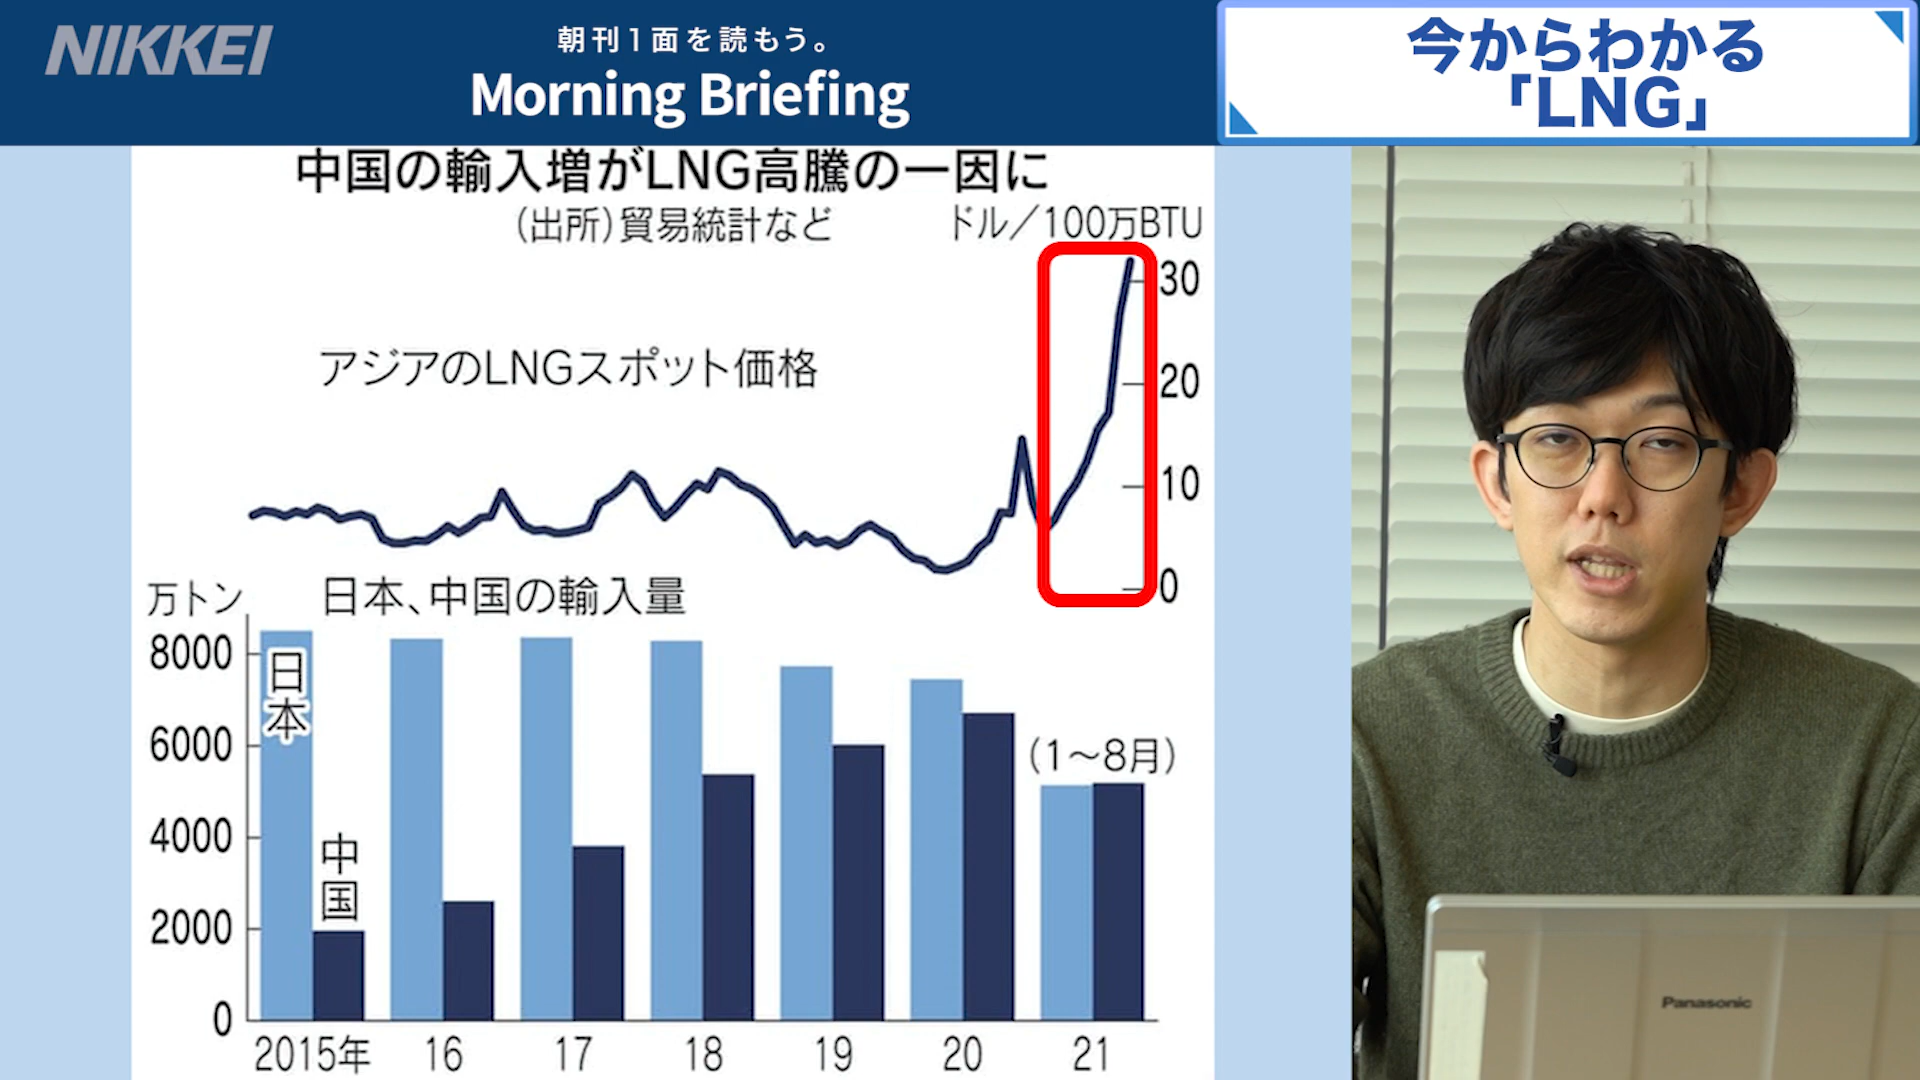 NIKKEI
朝刊1面を読もう。
Morning Briefing
今からわかる
「LNG」
中国の輸入増がLNG高騰の一因に
(出所)貿易統計など
ドル/100万BTU
30
アジアのLNGスポット価格
20
10
0
万トン
日本、中国の輸入量
8000
日本
6000
(1~8月)
4000
中国
2000
0
2015年 16 17 18 19 20 21
Panasonic